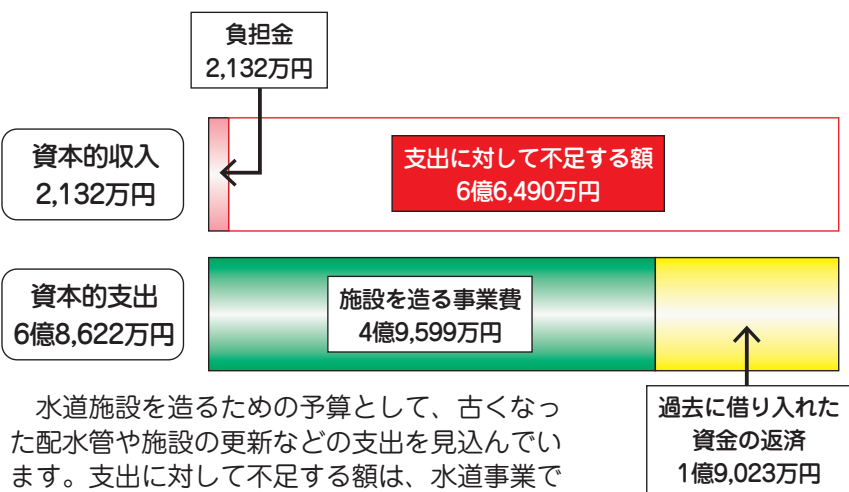 負担金
2,132万円
資本的収入
2,132万円
支出に対して不足する額
6億6,490万円
資本的支出
6億8,622万円
施設を造る事業費
4億9,599万円
過去に借り入れた
資金の返済
1億9,023万円
　水道施設を造るための予算として、古くなっ
た配水管や施設の更新などの支出を見込んでい
ます。支出に対して不足する額は、水道事業で